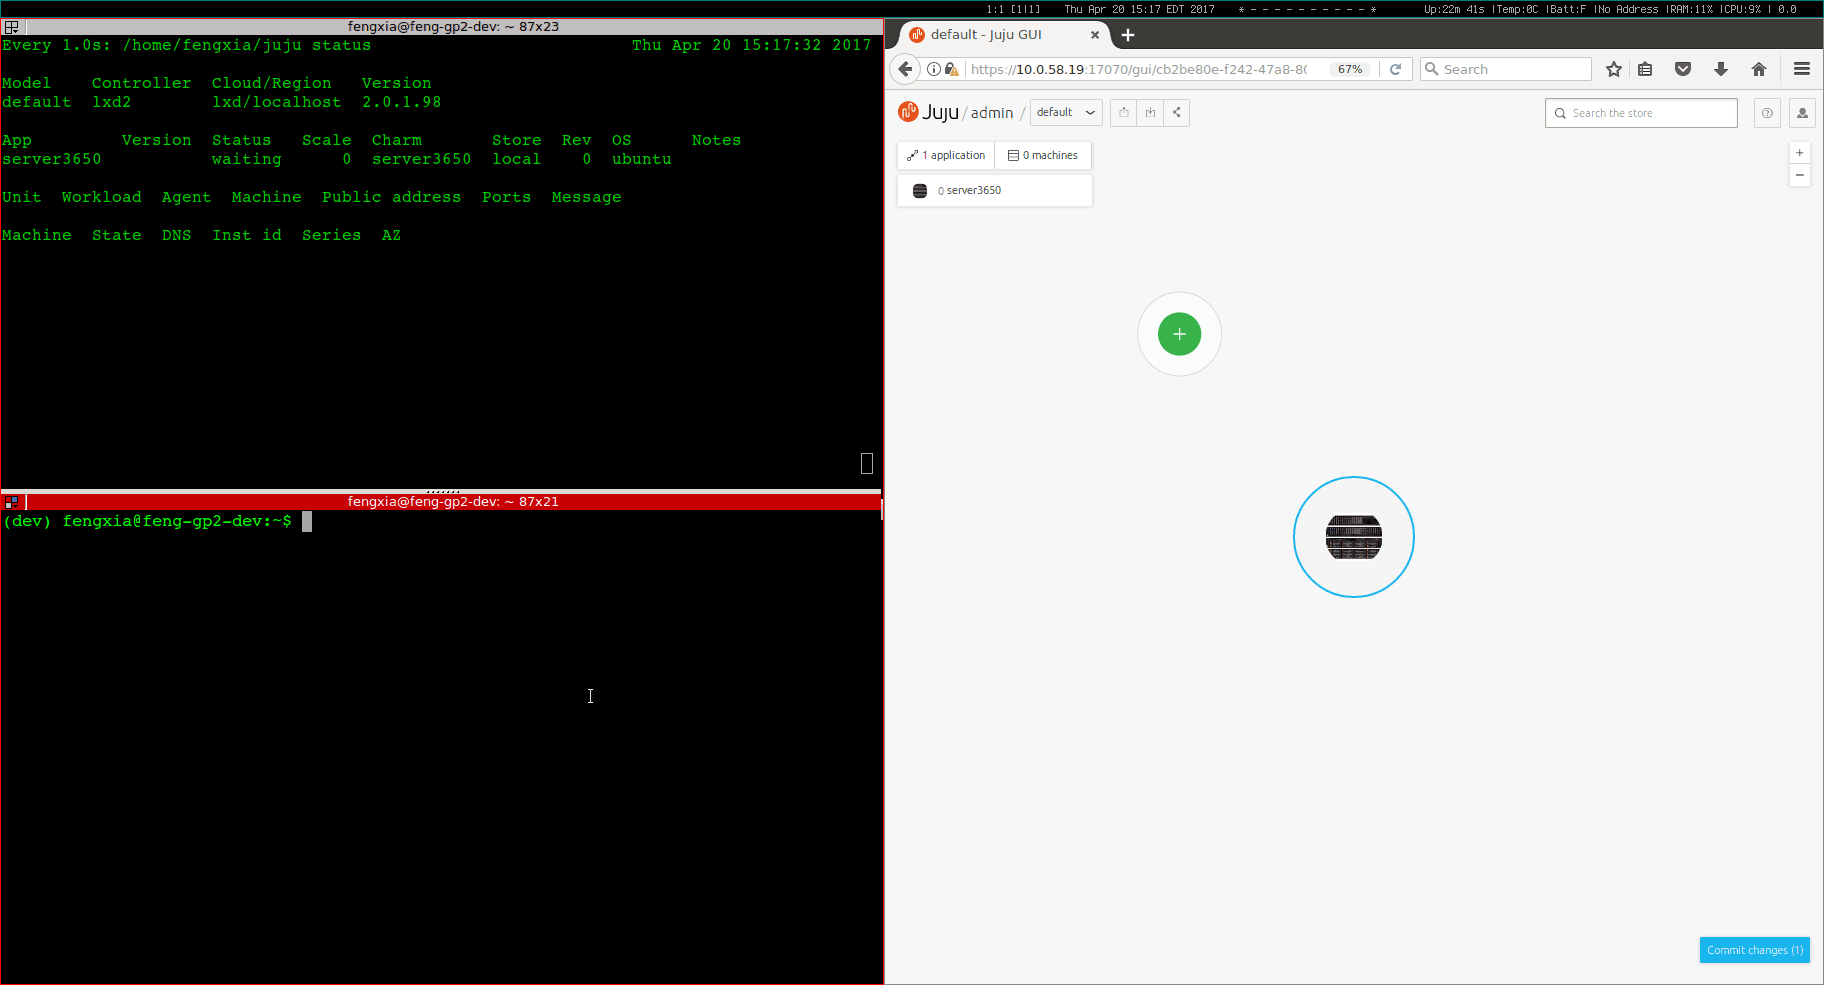 1:1 [1|1] Thu Apr 20 15:17 EDT 2017 * - - - - - - - - - - * Up:22m 41s |Temp:0C |Batt:F |No Address |RAM:11% |CPU:9% | 0.0
fengxia@feng-gp2-dev: ~ 87x23
Every 1.0s: /home/fengxia/juju status Thu Apr 20 15:17:32 2017
Model Controller Cloud/Region Version
default lxd2 lxd/localhost 2.0.1.98
App Version Status Scale Charm Store Rev OS Notes
server3650 waiting 0 server3650 local 0 ubuntu
Unit Workload Agent Machine Public address Ports Message
Machine State DNS Inst id Series AZ
fengxia@feng-gp2-dev: ~ 87x21
(dev) fengxia@feng-gp2-dev:~$
default - Juju GUI
https://10.0.58.19:17070/gui/cb2be80e-f242-47a8-80 67% Search
Juju / admin / default Search the store
1 application 0 machines
0 server3650
Commit changes (1)